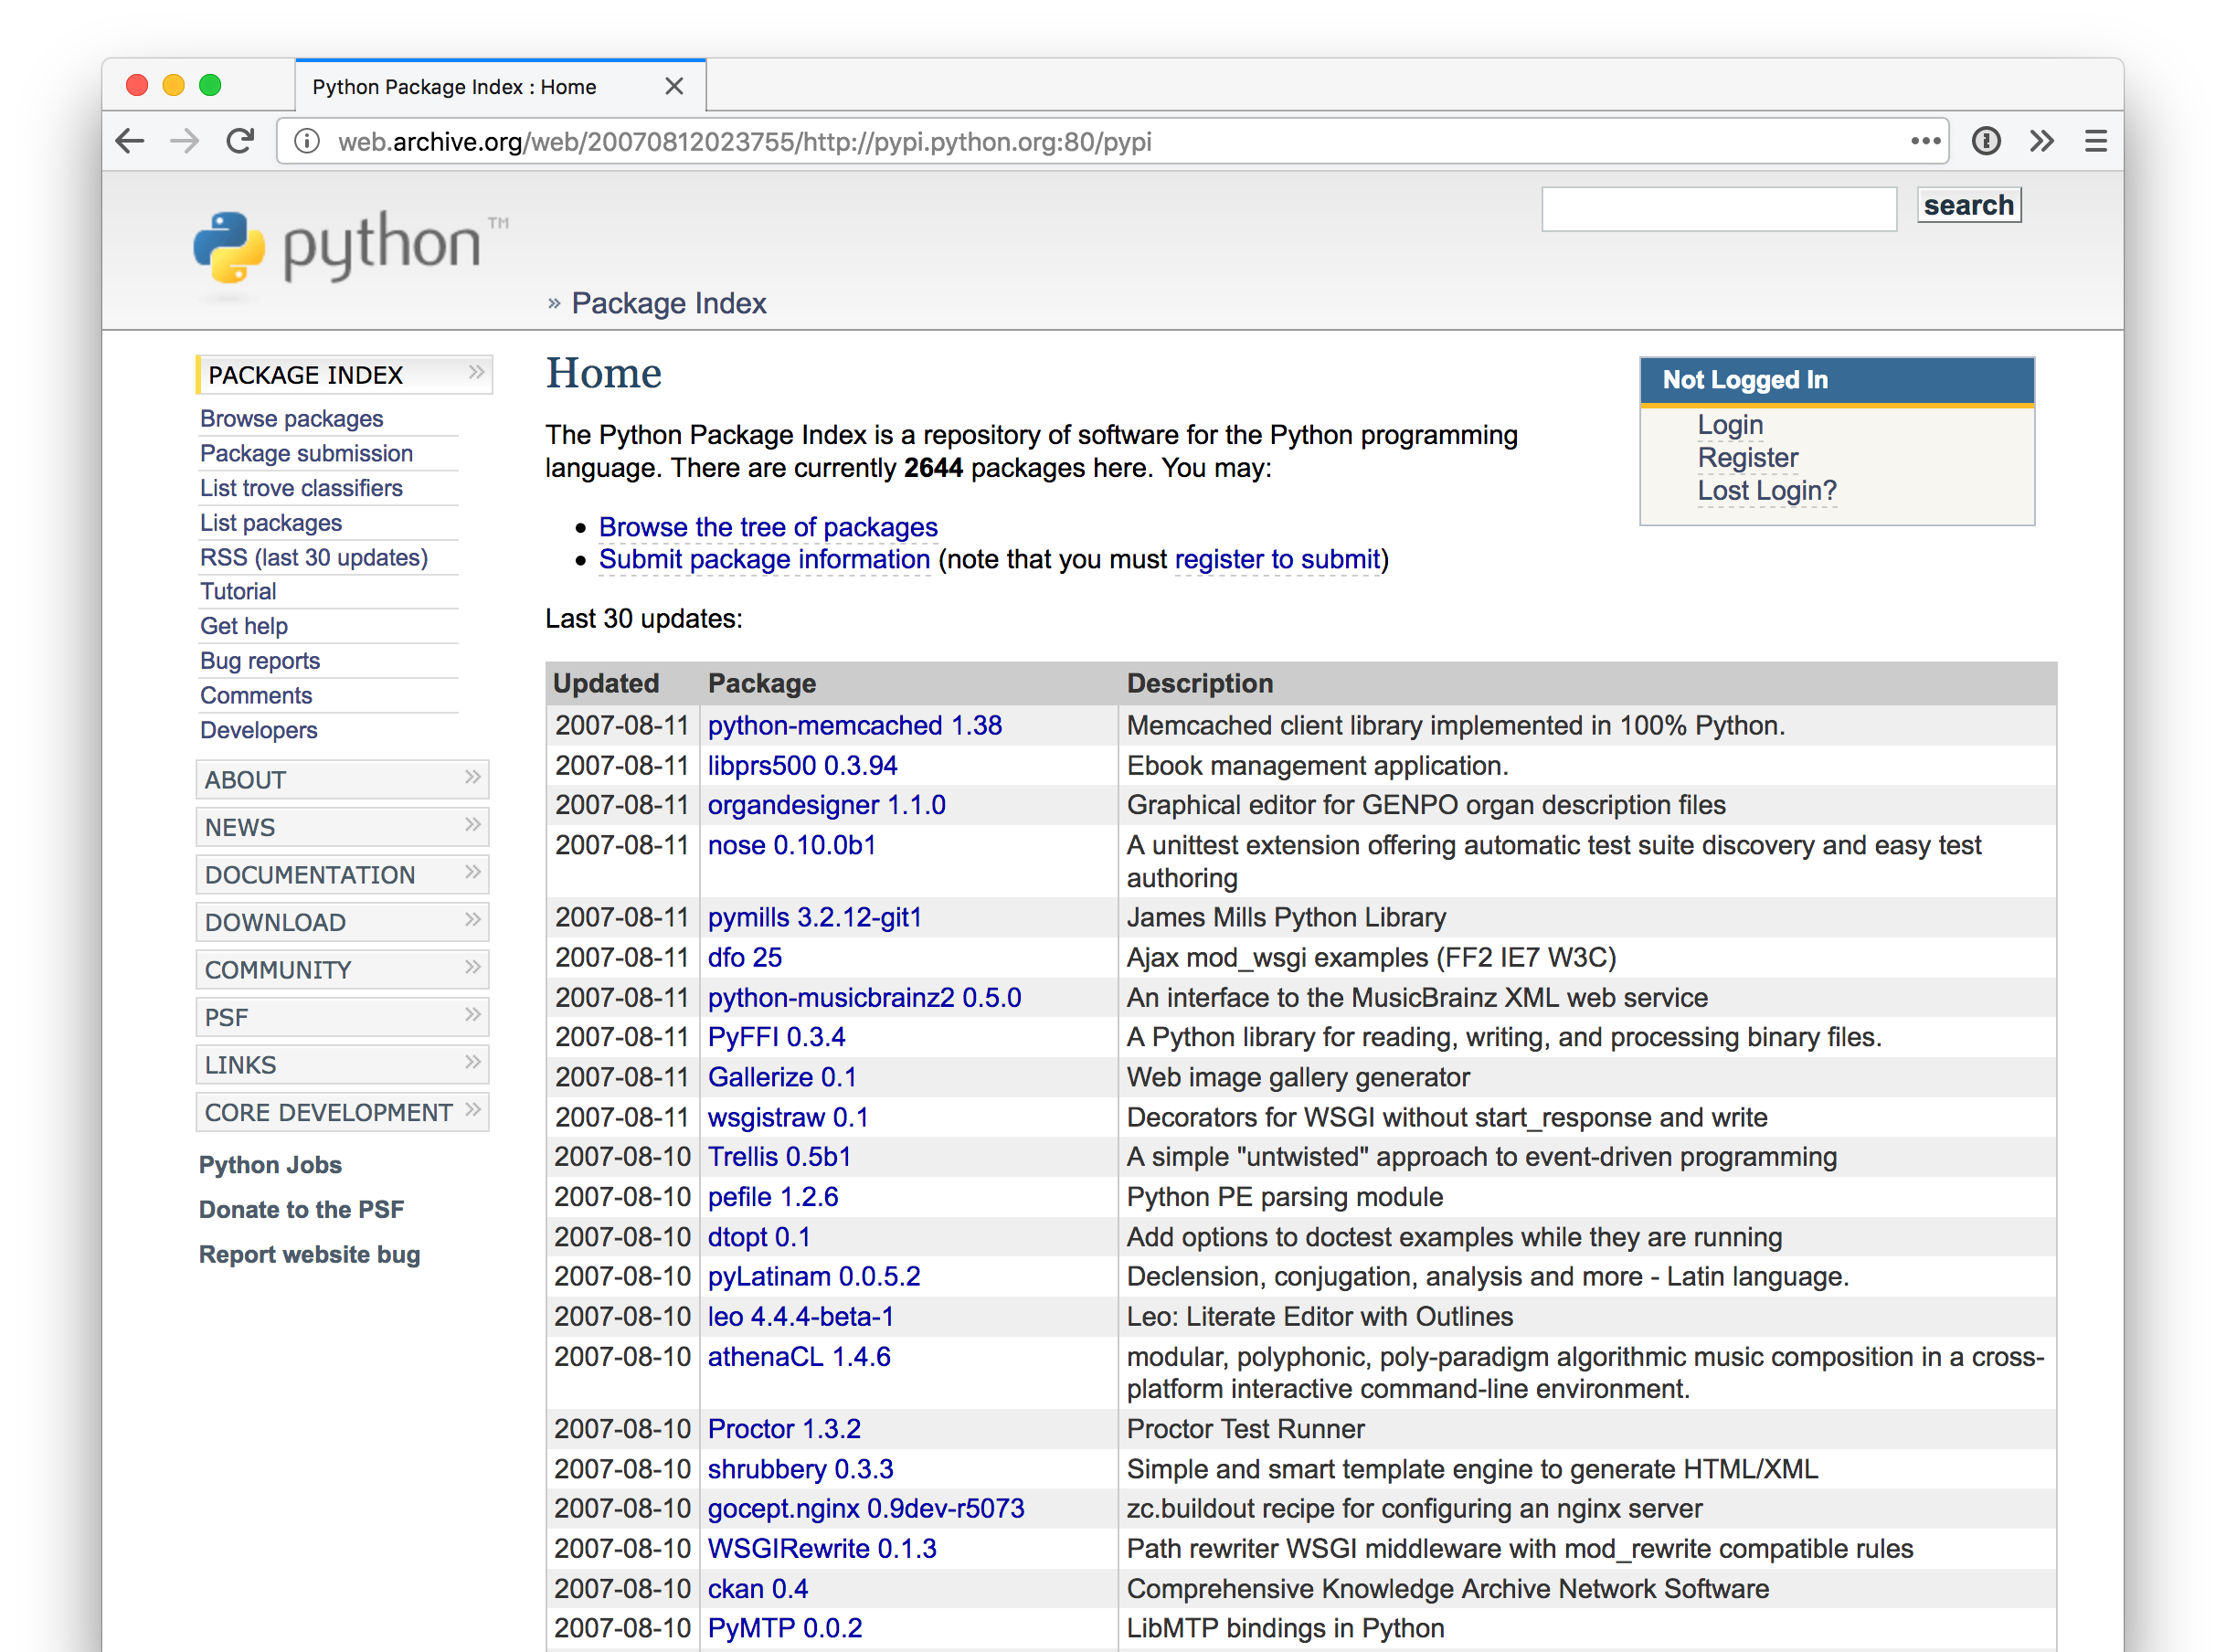 Python Package Index : Home
web.archive.org/web/20070812023755/http://pypi.python.org:80/pypi
python™
search
» Package Index
PACKAGE INDEX »
Browse packages
Package submission
List trove classifiers
List packages
RSS (last 30 updates)
Tutorial
Get help
Bug reports
Comments
Developers
ABOUT »
NEWS »
DOCUMENTATION »
DOWNLOAD »
COMMUNITY »
PSF »
LINKS »
CORE DEVELOPMENT »
Python Jobs
Donate to the PSF
Report website bug
Home
The Python Package Index is a repository of software for the Python programming
language. There are currently 2644 packages here. You may:
• Browse the tree of packages
• Submit package information (note that you must register to submit)
Last 30 updates:
Not Logged In
Login
Register
Lost Login?
Updated Package Description
2007-08-11 python-memcached 1.38 Memcached client library implemented in 100% Python.
2007-08-11 libprs500 0.3.94 Ebook management application.
2007-08-11 organdesigner 1.1.0 Graphical editor for GENPO organ description files
2007-08-11 nose 0.10.0b1 A unittest extension offering automatic test suite discovery and easy test
authoring
2007-08-11 pymills 3.2.12-git1 James Mills Python Library
2007-08-11 dfo 25 Ajax mod_wsgi examples (FF2 IE7 W3C)
2007-08-11 python-musicbrainz2 0.5.0 An interface to the MusicBrainz XML web service
2007-08-11 PyFFI 0.3.4 A Python library for reading, writing, and processing binary files.
2007-08-11 Gallerize 0.1 Web image gallery generator
2007-08-11 wsgistraw 0.1 Decorators for WSGI without start_response and write
2007-08-10 Trellis 0.5b1 A simple "untwisted" approach to event-driven programming
2007-08-10 pefile 1.2.6 Python PE parsing module
2007-08-10 dtopt 0.1 Add options to doctest examples while they are running
2007-08-10 pyLatinam 0.0.5.2 Declension, conjugation, analysis and more - Latin language.
2007-08-10 leo 4.4.4-beta-1 Leo: Literate Editor with Outlines
2007-08-10 athenaCL 1.4.6 modular, polyphonic, poly-paradigm algorithmic music composition in a cross-
platform interactive command-line environment.
2007-08-10 Proctor 1.3.2 Proctor Test Runner
2007-08-10 shrubbery 0.3.3 Simple and smart template engine to generate HTML/XML
2007-08-10 gocept.nginx 0.9dev-r5073 zc.buildout recipe for configuring an nginx server
2007-08-10 WSGIRewrite 0.1.3 Path rewriter WSGI middleware with mod_rewrite compatible rules
2007-08-10 ckan 0.4 Comprehensive Knowledge Archive Network Software
2007-08-10 PyMTP 0.0.2 LibMTP bindings in Python